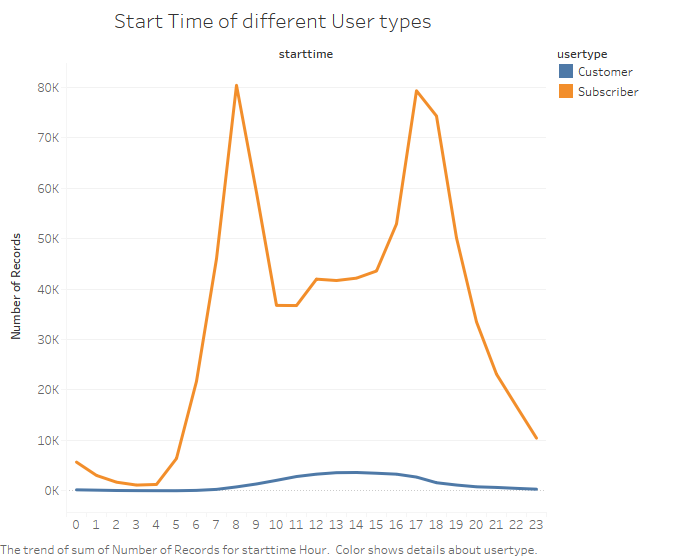 Start Time of different User types
starttime
usertype
Customer
Subscriber
80K
70K
60K
50K
40K
30K
20K
10K
0K
Number of Records
0 1 2 3 4 5 6 7 8 9 10 11 12 13 14 15 16 17 18 19 20 21 22 23
The trend of sum of Number of Records for starttime Hour. Color shows details about usertype.